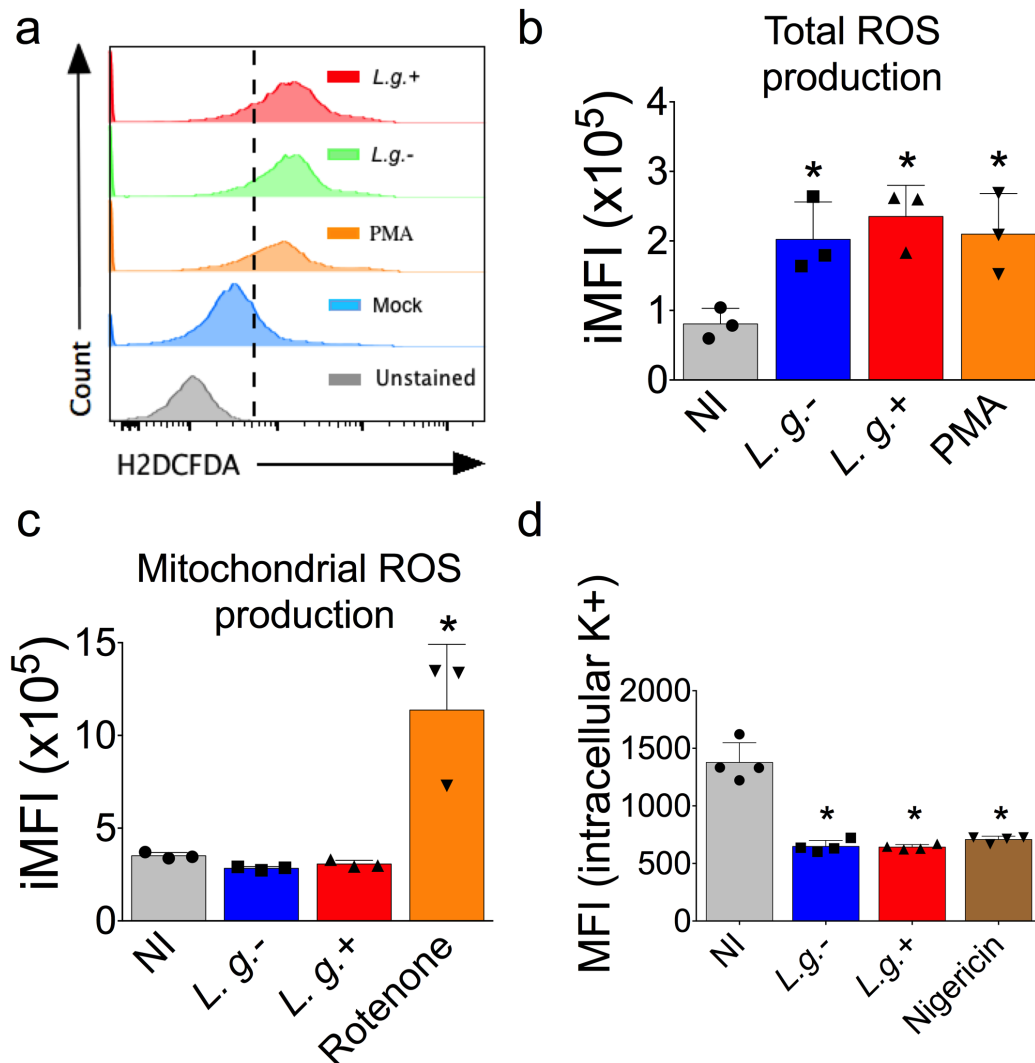 a
L.g.+
L.g.-
PMA
Mock
Unstained
Count
H2DCFDA
b
Total ROS
production
iMFI (x10⁵)
4
3
2
1
0
*
*
*
NI
L. g.-
L. g.+
PMA
c
Mitochondrial ROS
production
iMFI (x10⁵)
15
10
5
0
*
NI
L. g.-
L. g.+
Rotenone
d
MFI (intracellular K+)
2000
1500
1000
500
0
*
*
*
NI
L.g.-
L.g.+
Nigericin